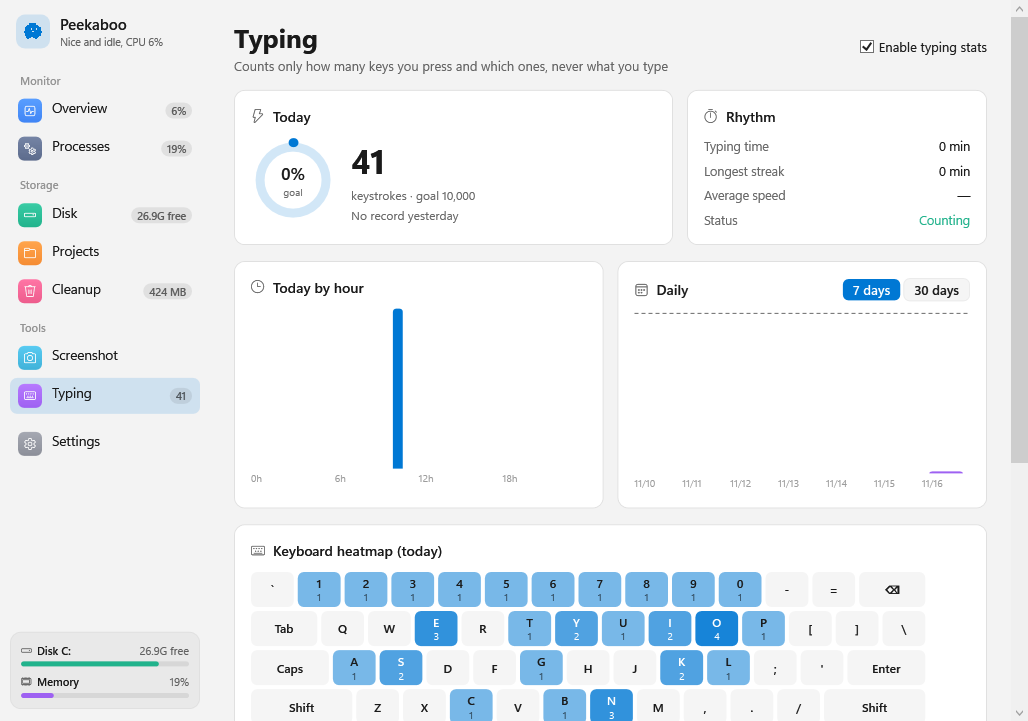 Peekaboo
Nice and idle, CPU 6%
Monitor
Overview 6%
Processes 19%
Storage
Disk 26.9G free
Projects
Cleanup 424 MB
Tools
Screenshot
Typing 41
Settings
Disk C: 26.9G free
Memory 19%
Typing
Counts only how many keys you press and which ones, never what you type
Enable typing stats
Today
0%
goal
41
keystrokes · goal 10,000
No record yesterday
Rhythm
Typing time 0 min
Longest streak 0 min
Average speed —
Status Counting
Today by hour
0h 6h 12h 18h
Daily
7 days 30 days
11/10 11/11 11/12 11/13 11/14 11/15 11/16
Keyboard heatmap (today)
` 1 2 3 4 5 6 7 8 9 0 - = ⌫
1 1 1 1 1 1 1 1 1 1
Tab Q W E R T Y U I O P [ ] \
3 1 2 1 2 4 1
Caps A S D F G H J K L ; ' Enter
1 2 1 2 1
Shift Z X C V B N M , . / Shift
1 1 3